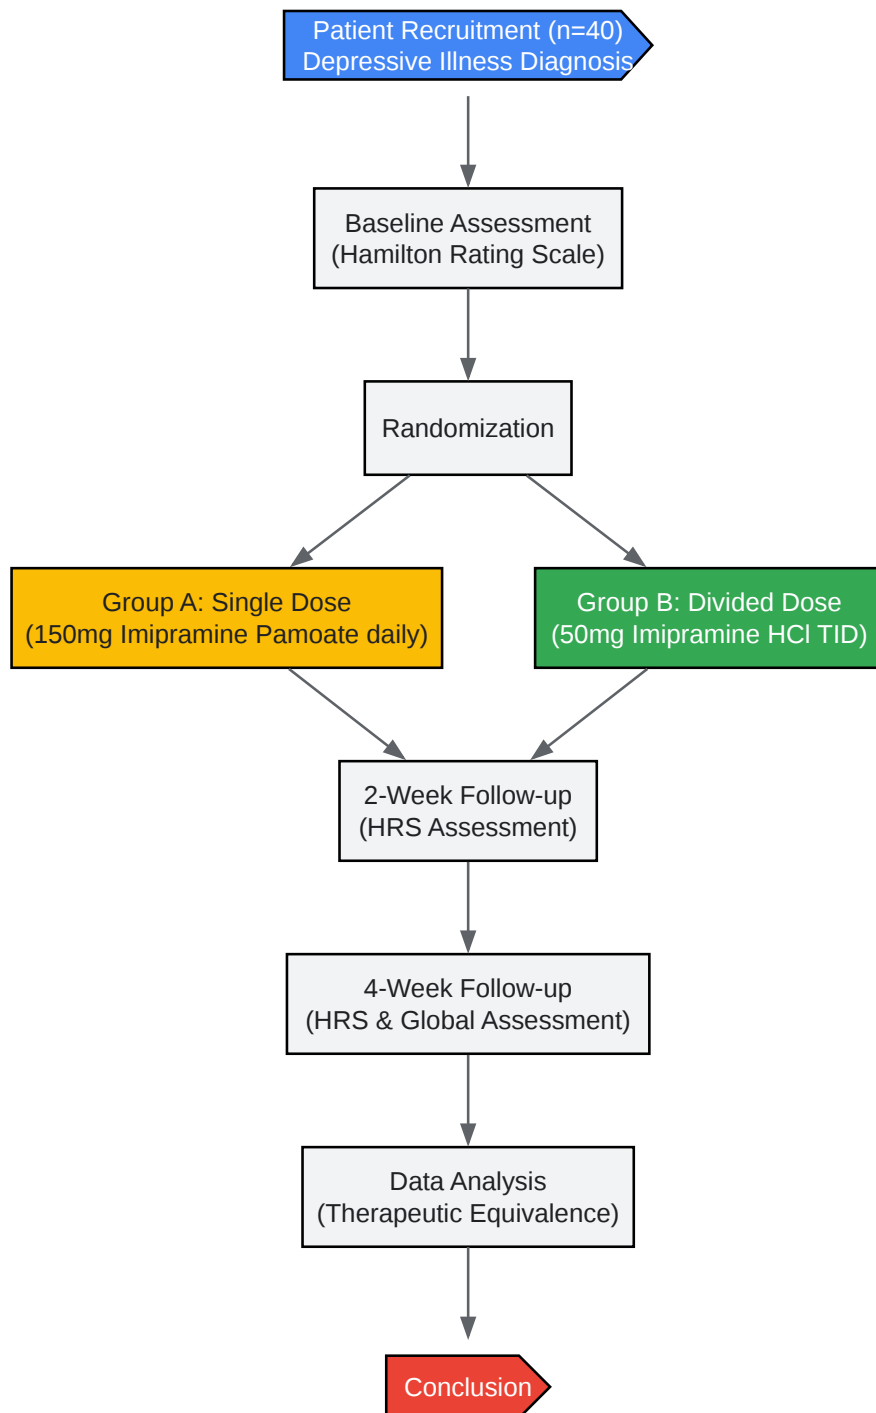 Patient Recruitment (n=40)
Depressive Illness Diagnosis
Baseline Assessment
(Hamilton Rating Scale)
Randomization
Group A: Single Dose
(150mg Imipramine Pamoate daily)
Group B: Divided Dose
(50mg Imipramine HCl TID)
2-Week Follow-up
(HRS Assessment)
4-Week Follow-up
(HRS & Global Assessment)
Data Analysis
(Therapeutic Equivalence)
Conclusion